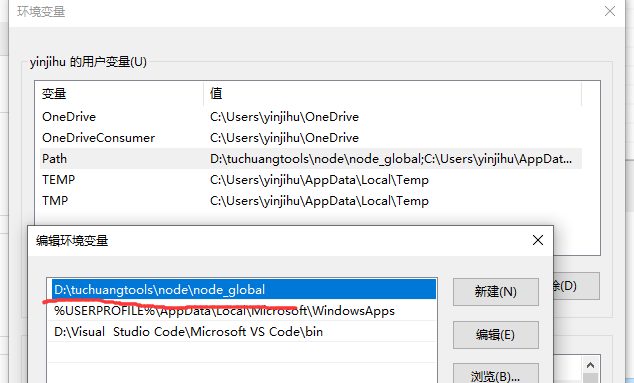 环境变量
yinjihu 的用户变量(U)
变量 值
OneDrive C:\Users\yinjihu\OneDrive
OneDriveConsumer C:\Users\yinjihu\OneDrive
Path D:\tuchuangtools\node\node_global;C:\Users\yinjihu\AppDat...
TEMP C:\Users\yinjihu\AppData\Local\Temp
TMP C:\Users\yinjihu\AppData\Local\Temp
编辑环境变量
D:\tuchuangtools\node\node_global
新建(N)
除(D)
%USERPROFILE%\AppData\Local\Microsoft\WindowsApps
D:\Visual  Studio Code\Microsoft VS Code\bin
编辑(E)
浏览(B)...